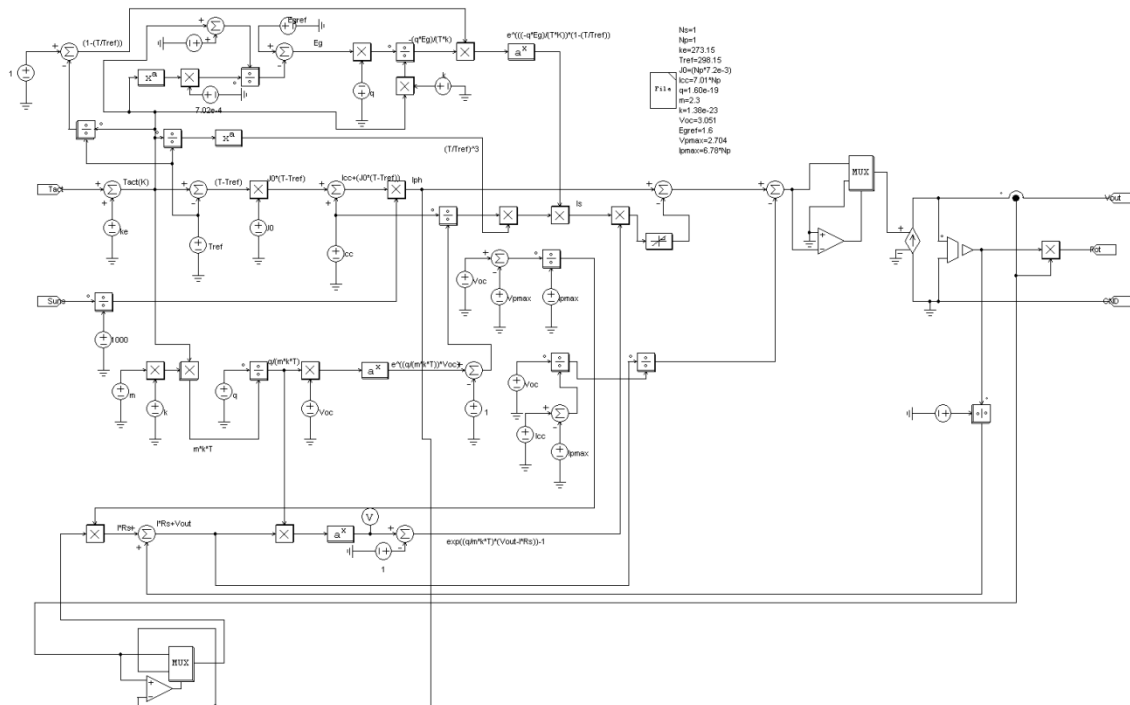 (1-(T/Tref))
Egref
Eg
-(q*Eg)/(T*k)
e^(((-q*Eg)/(T*K))*(1-(T/Tref))
1
x^a
a^x
k
q
7.02e-4
File
Ns=1
Np=1
ke=273.15
Tref=298.15
J0=(Np*7.2e-3)
Icc=7.01*Np
q=1.60e-19
m=2.3
k=1.38e-23
Voc=3.051
Egref=1.6
Vpmax=2.704
Ipmax=6.78*Np
x^a
(T/Tref)^3
Tact
Tact(K)
(T-Tref)
J0*(T-Tref)
Icc+(J0*(T-Tref))
Iph
MUX
ke
Tref
J0
Icc
Is
Vout
Rpt
GND
Suns
1000
Voc
Vpmax
Ipmax
q/(m*k*T)
a^x
e^((q/(m*k*T))*Voc+
m
k
q
Voc
1
Voc
Icc
Ipmax
m*k*T
I*Rs+
I*Rs+Vout
a^x
V
exp((q/m*k*T)*(Vout-I*Rs))-1
1
MUX